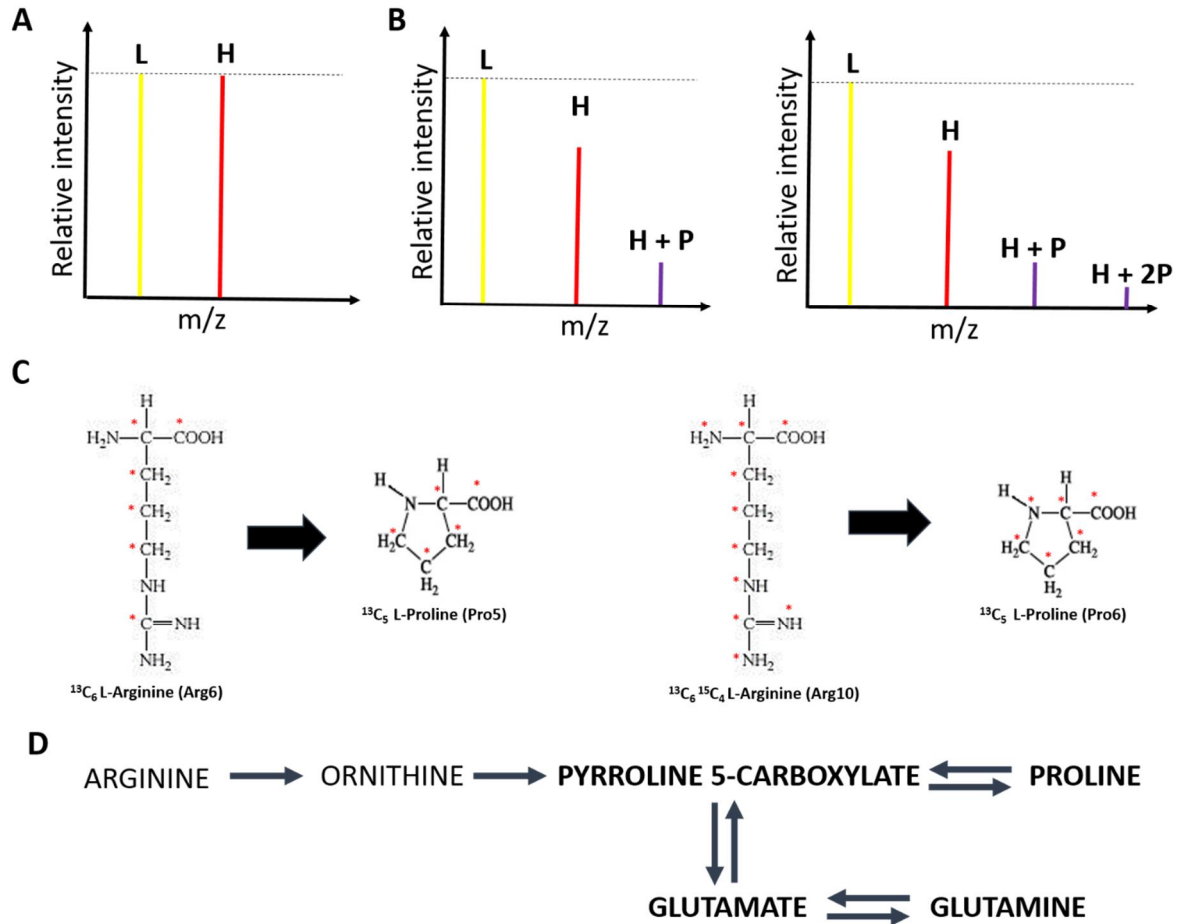 A
Relative intensity
L
H
m/z
B
Relative intensity
L
H
H + P
m/z
Relative intensity
L
H
H + P
H + 2P
m/z
C
H
H₂N—C—COOH
* *
* CH₂
* CH₂
* CH₂
NH
* C=NH
NH₂
¹³C₆ L-Arginine (Arg6)
H
H
N
* C
*
COOH
H₂C *
* CH₂
* C
H₂
¹³C₅ L-Proline (Pro5)
H
* * *
H₂N—C—COOH
* CH₂
* CH₂
* CH₂
* NH
* C=NH *
* NH₂
¹³C₆ ¹⁵C₄ L-Arginine (Arg10)
H
H
N *
* C
*
COOH
H₂C *
* CH₂
* C
H₂
¹³C₅ L-Proline (Pro6)
D
ARGININE
ORNITHINE
PYRROLINE 5-CARBOXYLATE
PROLINE
GLUTAMATE
GLUTAMINE